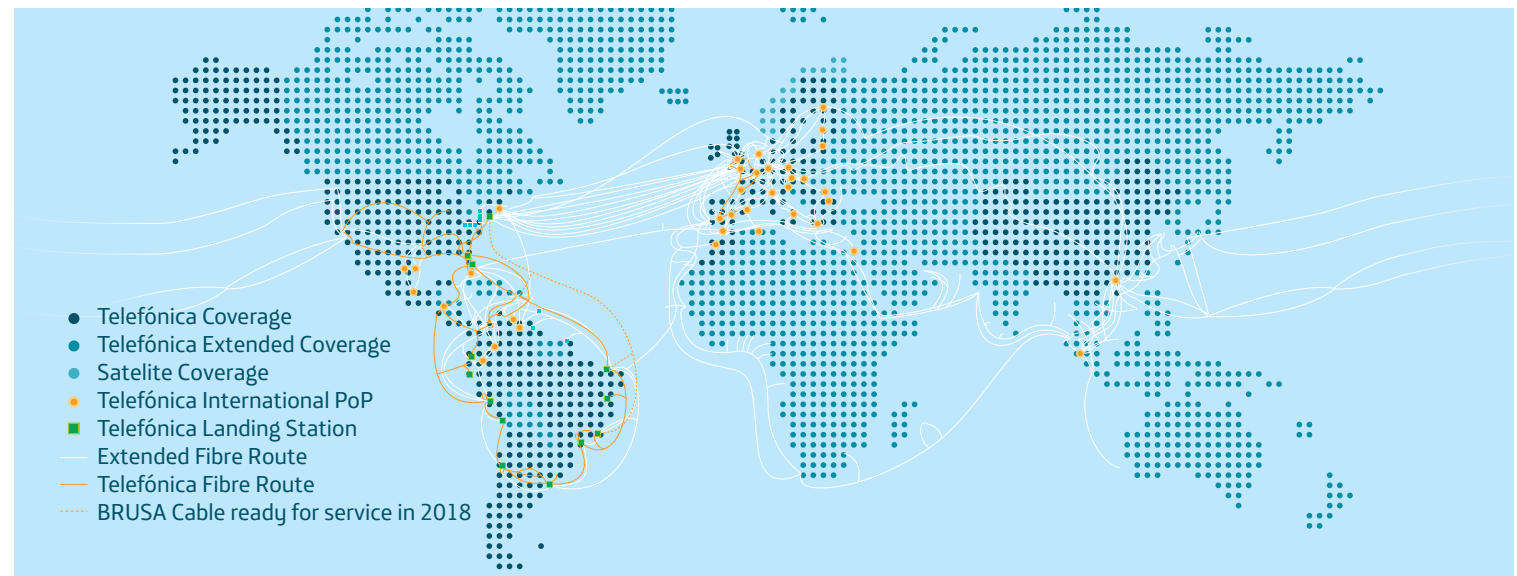 Telefónica Coverage
Telefónica Extended Coverage
Satelite Coverage
Telefónica International PoP
Telefónica Landing Station
Extended Fibre Route
Telefónica Fibre Route
BRUSA Cable ready for service in 2018